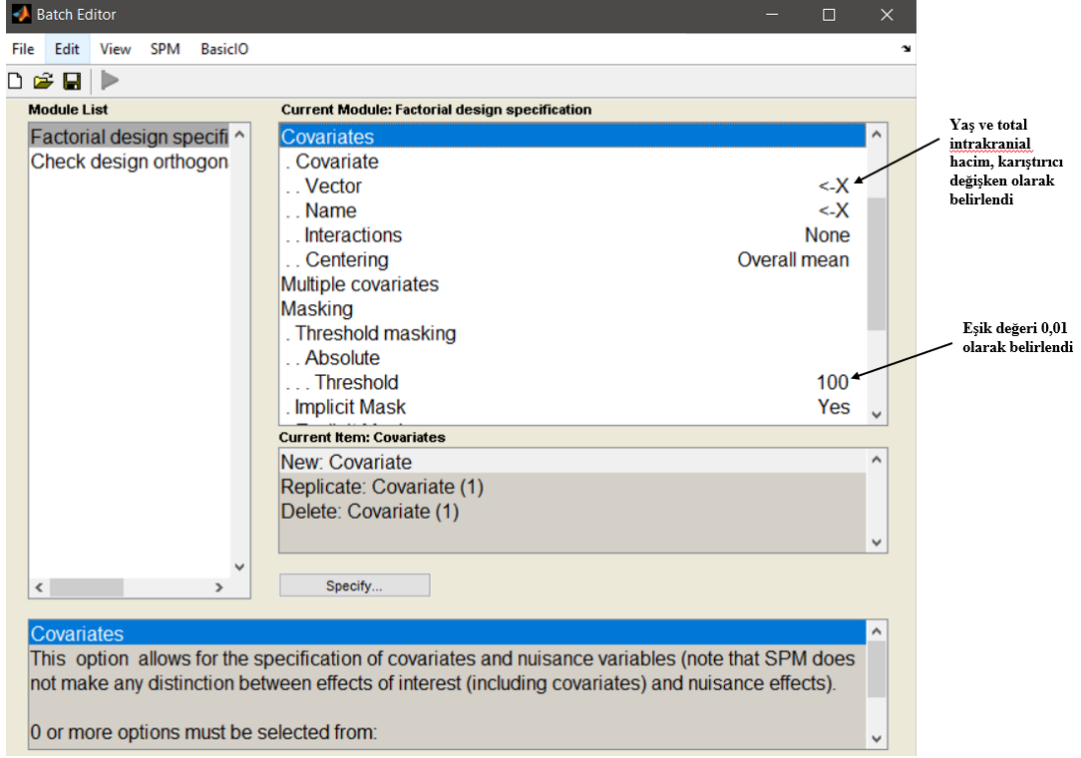 Batch Editor
File Edit View SPM BasicIO
Module List
Factorial design specifi
Check design orthogon
Current Module: Factorial design specification
Covariates
. Covariate
. . Vector <-X
. . Name <-X
. . Interactions None
. . Centering Overall mean
Multiple covariates
Masking
. Threshold masking
. . Absolute
. . . Threshold 100
. Implicit Mask Yes
Current Item: Covariates
New: Covariate
Replicate: Covariate (1)
Delete: Covariate (1)
Specify...
Covariates
This option allows for the specification of covariates and nuisance variables (note that SPM does
not make any distinction between effects of interest (including covariates) and nuisance effects).
0 or more options must be selected from:
Yaş ve total
intrakranial
hacim, karıştırıcı
değişken olarak
belirlendi
Eşik değeri 0,01
olarak belirlendi